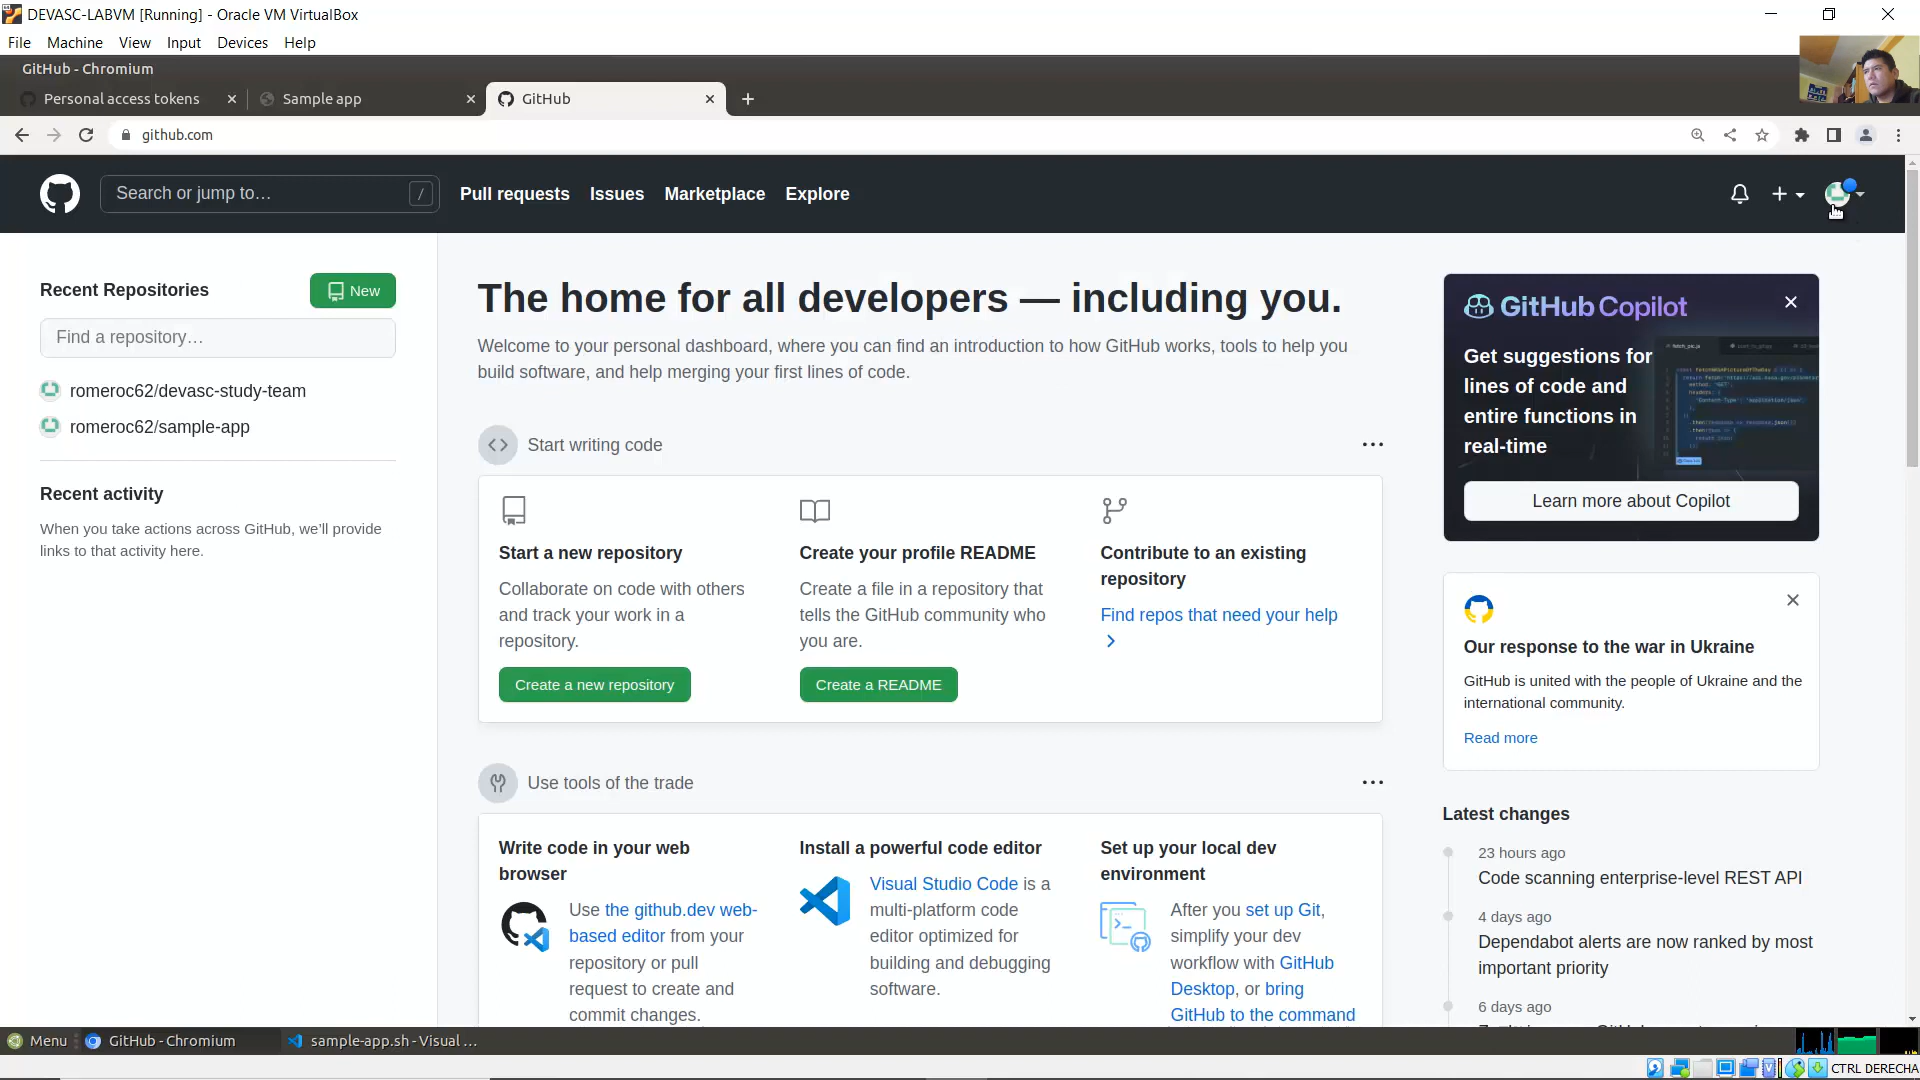 DEVASC-LABVM [Running] - Oracle VM VirtualBox
File Machine View Input Devices Help
GitHub - Chromium
Personal access tokens
Sample app
GitHub
github.com
Search or jump to…
/
Pull requests Issues Marketplace Explore
Recent Repositories
New
Find a repository…
romeroc62/devasc-study-team
romeroc62/sample-app
Recent activity
When you take actions across GitHub, we'll provide
links to that activity here.
The home for all developers — including you.
Welcome to your personal dashboard, where you can find an introduction to how GitHub works, tools to help you
build software, and help merging your first lines of code.
Start writing code
Start a new repository
Collaborate on code with others
and track your work in a
repository.
Create a new repository
Create your profile README
Create a file in a repository that
tells the GitHub community who
you are.
Create a README
Contribute to an existing
repository
Find repos that need your help
Use tools of the trade
Write code in your web
browser
Use the github.dev web-
based editor from your
repository or pull
request to create and
commit changes.
Install a powerful code editor
Visual Studio Code is a
multi-platform code
editor optimized for
building and debugging
software.
Set up your local dev
environment
After you set up Git,
simplify your dev
workflow with GitHub
Desktop, or bring
GitHub to the command
GitHub Copilot
Get suggestions for
lines of code and
entire functions in
real-time
Learn more about Copilot
Our response to the war in Ukraine
GitHub is united with the people of Ukraine and the
international community.
Read more
Latest changes
23 hours ago
Code scanning enterprise-level REST API
4 days ago
Dependabot alerts are now ranked by most
important priority
6 days ago
Menu
GitHub - Chromium
sample-app.sh - Visual ...
CTRL DERECHA